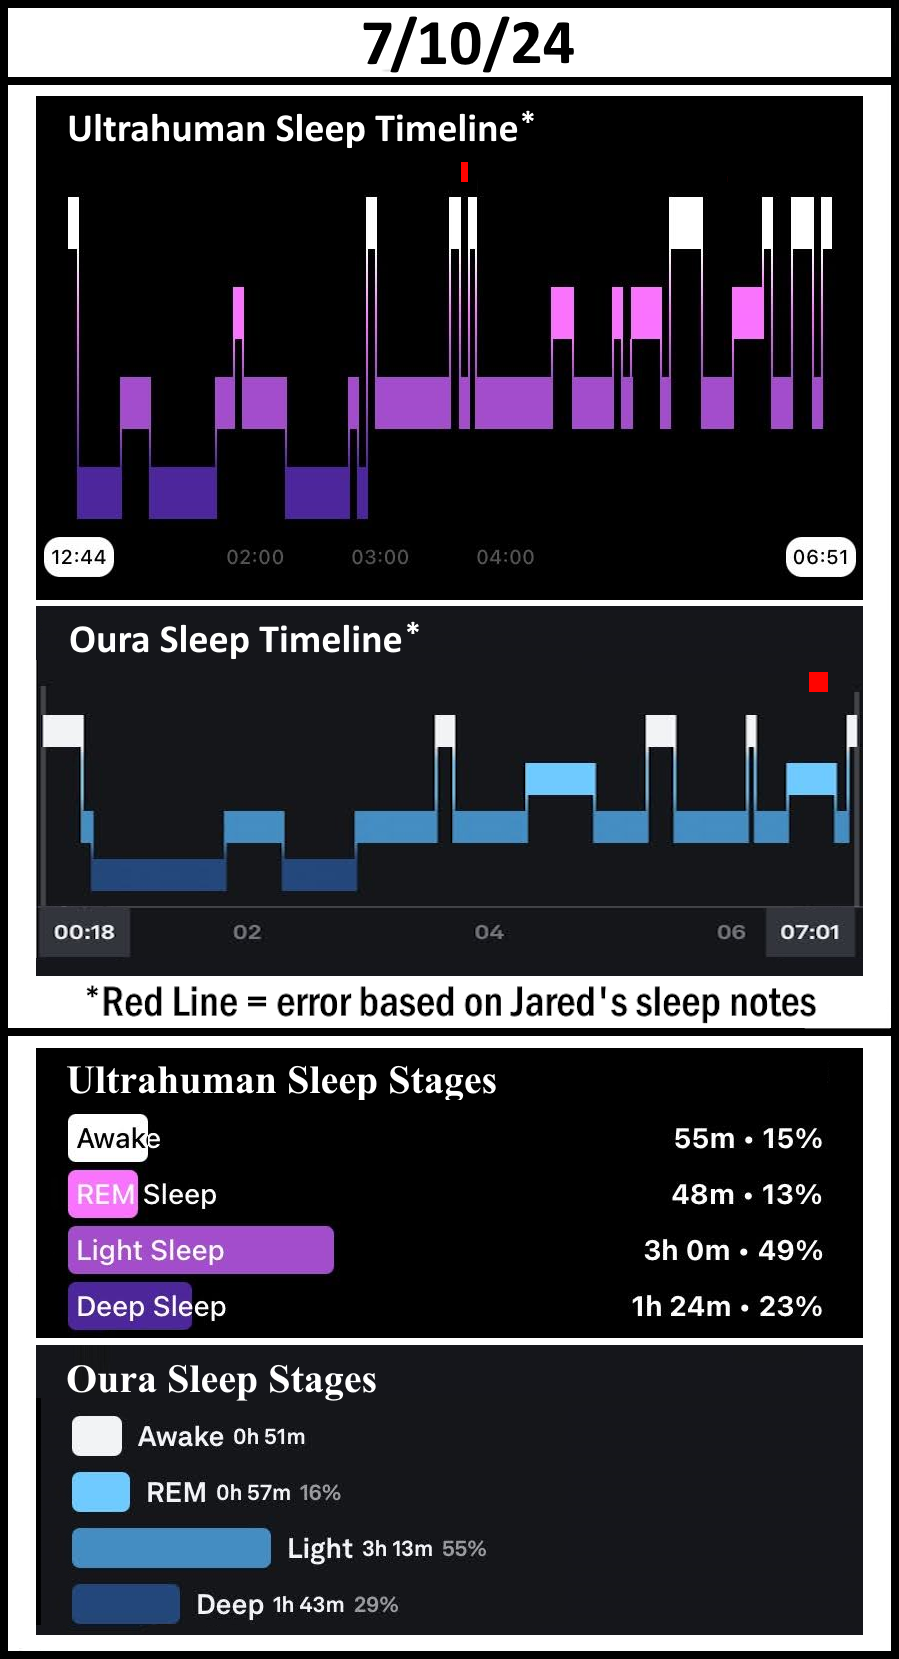 7/10/24
Ultrahuman Sleep Timeline*
12:44 02:00 03:00 04:00 06:51
Oura Sleep Timeline*
00:18 02 04 06 07:01
*Red Line = error based on Jared's sleep notes
Ultrahuman Sleep Stages
Awake 55m • 15%
REM Sleep 48m • 13%
Light Sleep 3h 0m • 49%
Deep Sleep 1h 24m • 23%
Oura Sleep Stages
Awake 0h 51m
REM 0h 57m 16%
Light 3h 13m 55%
Deep 1h 43m 29%